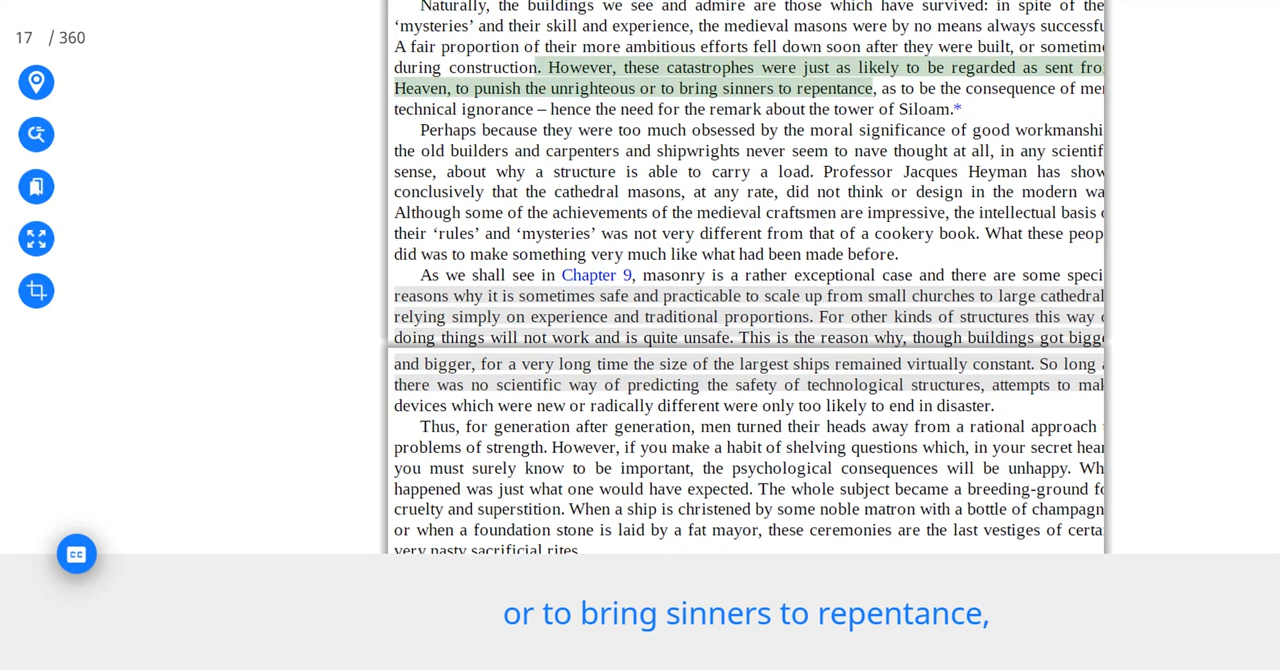 17 / 360
Naturally, the buildings we see and admire are those which have survived: in spite of the
‘mysteries’ and their skill and experience, the medieval masons were by no means always successfu
A fair proportion of their more ambitious efforts fell down soon after they were built, or sometim
during construction. However, these catastrophes were just as likely to be regarded as sent fro
Heaven, to punish the unrighteous or to bring sinners to repentance, as to be the consequence of mer
technical ignorance – hence the need for the remark about the tower of Siloam.*
Perhaps because they were too much obsessed by the moral significance of good workmanshi
the old builders and carpenters and shipwrights never seem to nave thought at all, in any scientif
sense, about why a structure is able to carry a load. Professor Jacques Heyman has show
conclusively that the cathedral masons, at any rate, did not think or design in the modern wa
Although some of the achievements of the medieval craftsmen are impressive, the intellectual basis
their ‘rules’ and ‘mysteries’ was not very different from that of a cookery book. What these peop
did was to make something very much like what had been made before.
As we shall see in Chapter 9, masonry is a rather exceptional case and there are some speci
reasons why it is sometimes safe and practicable to scale up from small churches to large cathedral
relying simply on experience and traditional proportions. For other kinds of structures this way
doing things will not work and is quite unsafe. This is the reason why, though buildings got bigge
and bigger, for a very long time the size of the largest ships remained virtually constant. So long
there was no scientific way of predicting the safety of technological structures, attempts to mak
devices which were new or radically different were only too likely to end in disaster.
Thus, for generation after generation, men turned their heads away from a rational approach
problems of strength. However, if you make a habit of shelving questions which, in your secret hear
you must surely know to be important, the psychological consequences will be unhappy. Wh
happened was just what one would have expected. The whole subject became a breeding-ground fo
cruelty and superstition. When a ship is christened by some noble matron with a bottle of champagn
or when a foundation stone is laid by a fat mayor, these ceremonies are the last vestiges of certa
very nasty sacrificial rites.
CC
or to bring sinners to repentance,